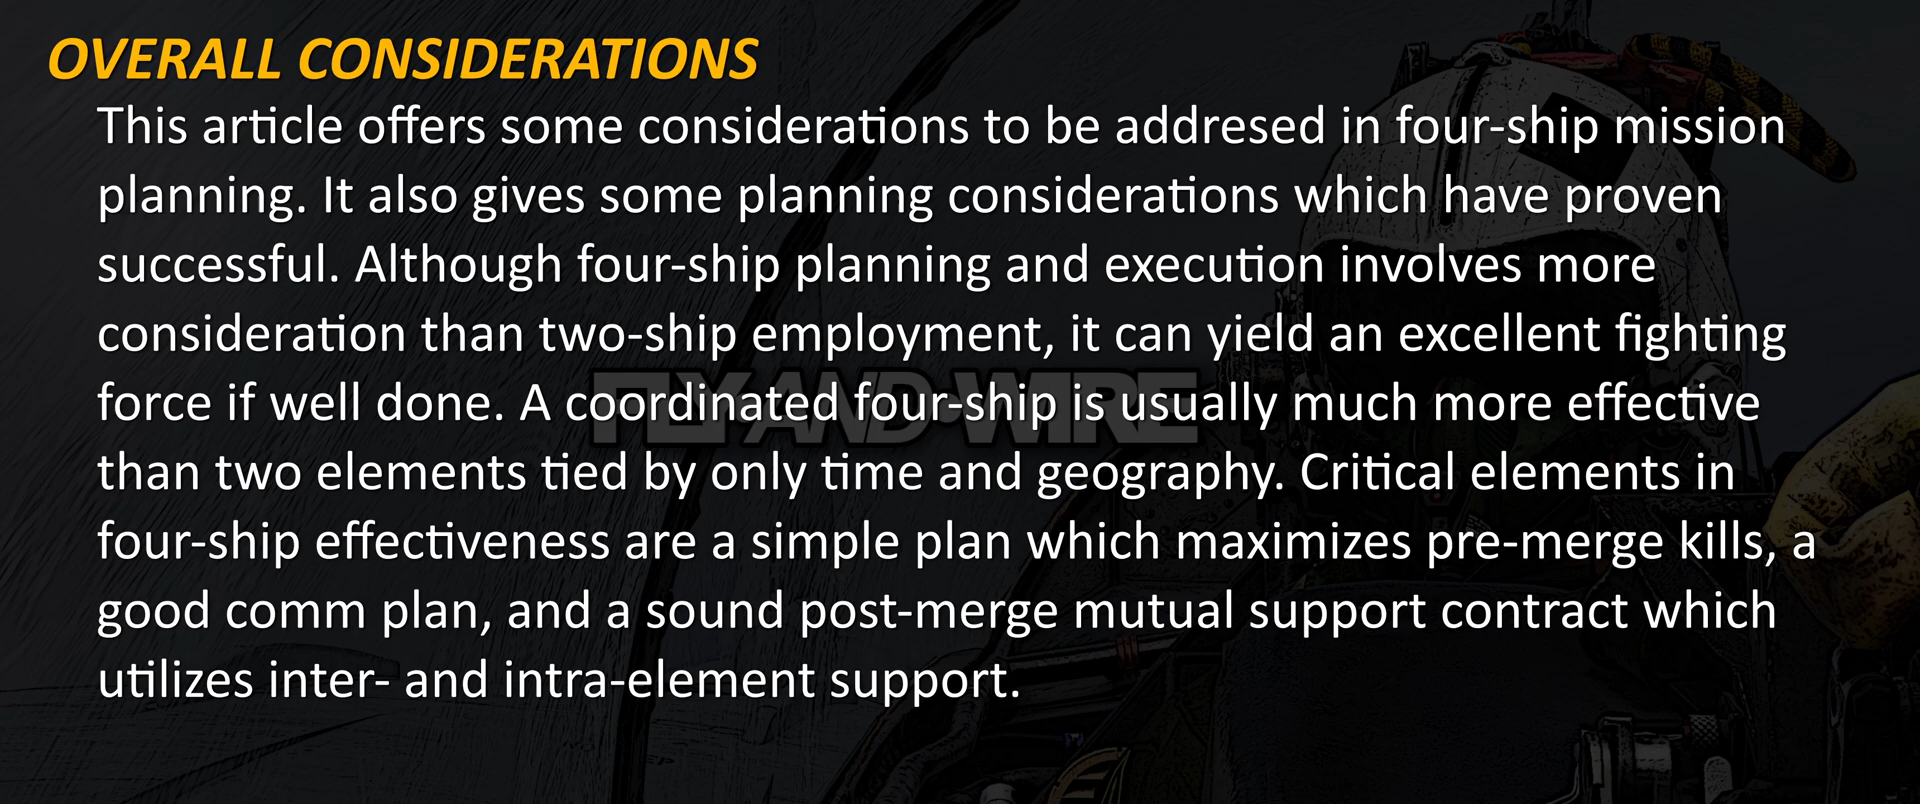 OVERALL CONSIDERATIONS
This article offers some considerations to be addresed in four-ship mission
planning. It also gives some planning considerations which have proven
successful. Although four-ship planning and execution involves more
consideration than two-ship employment, it can yield an excellent fighting
force if well done. A coordinated four-ship is usually much more effective
FLY AND WIRE
than two elements tied by only time and geography. Critical elements in
four-ship effectiveness are a simple plan which maximizes pre-merge kills, a
good comm plan, and a sound post-merge mutual support contract which
utilizes inter- and intra-element support.